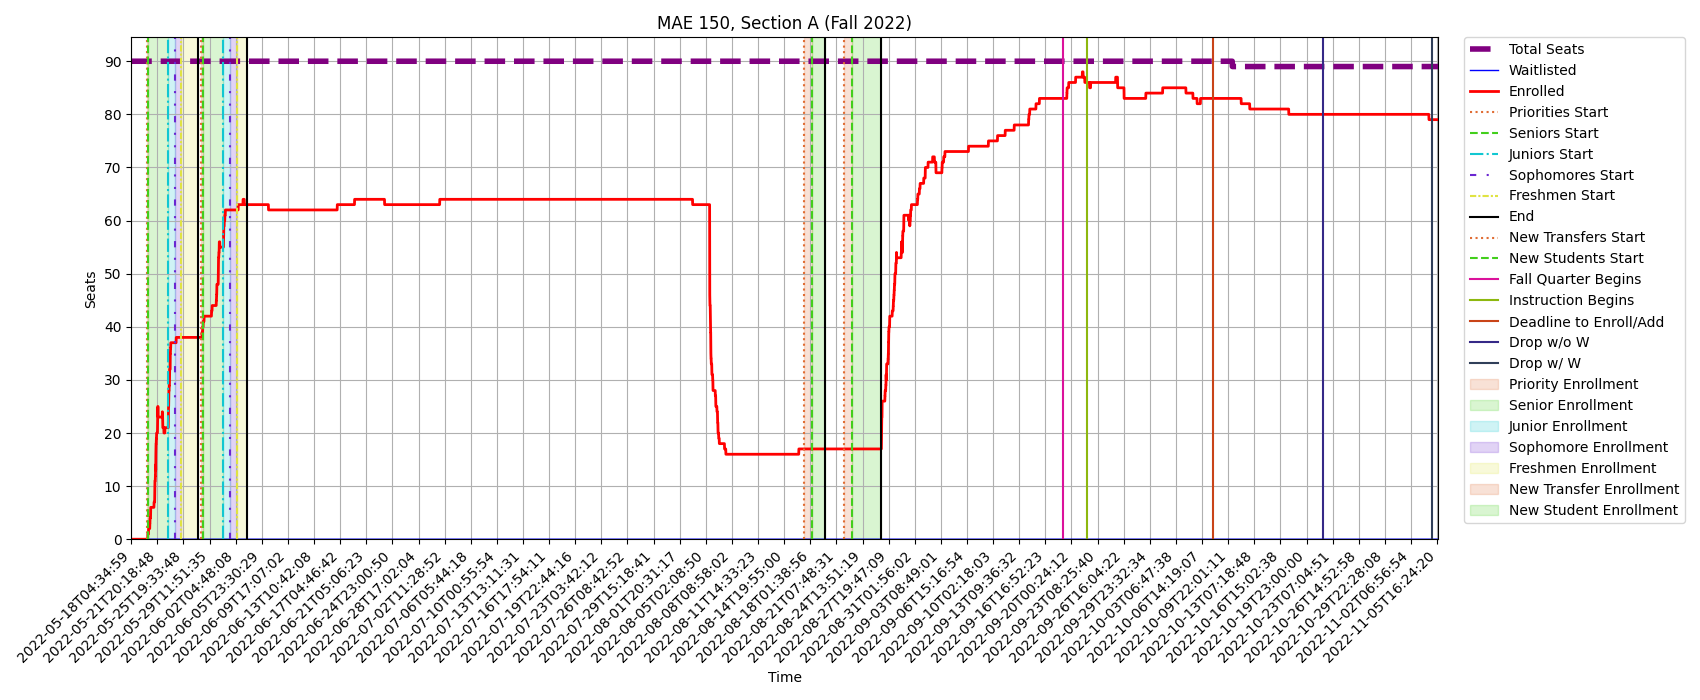 MAE 150, Section A (Fall 2022)
Seats
90
80
70
60
50
40
30
20
10
0
2022-05-18T04:34:59
2022-05-21T20:18:48
2022-05-25T19:33:48
2022-05-29T11:51:35
2022-06-02T04:48:08
2022-06-05T23:30:29
2022-06-09T17:07:02
2022-06-13T10:42:08
2022-06-17T04:46:42
2022-06-21T05:06:23
2022-06-24T23:00:50
2022-06-28T17:02:04
2022-07-02T11:28:52
2022-07-06T05:44:18
2022-07-10T00:55:54
2022-07-13T13:11:31
2022-07-16T17:54:11
2022-07-19T22:44:16
2022-07-23T03:42:12
2022-07-26T08:42:52
2022-07-29T15:18:41
2022-08-01T20:31:17
2022-08-05T02:08:50
2022-08-08T08:58:02
2022-08-11T14:33:23
2022-08-14T19:55:00
2022-08-18T01:38:56
2022-08-21T07:48:31
2022-08-24T13:51:19
2022-08-27T19:47:09
2022-08-31T01:56:02
2022-09-03T08:49:01
2022-09-06T15:16:54
2022-09-10T02:18:03
2022-09-13T09:36:32
2022-09-16T16:52:23
2022-09-20T00:24:12
2022-09-23T08:25:40
2022-09-26T16:04:22
2022-09-29T23:32:34
2022-10-03T06:47:38
2022-10-06T14:19:07
2022-10-09T22:01:11
2022-10-13T07:18:48
2022-10-16T15:02:38
2022-10-19T23:00:00
2022-10-23T07:04:51
2022-10-26T14:52:58
2022-10-29T22:28:08
2022-11-02T06:56:54
2022-11-05T16:24:20
Time
Total Seats
Waitlisted
Enrolled
Priorities Start
Seniors Start
Juniors Start
Sophomores Start
Freshmen Start
End
New Transfers Start
New Students Start
Fall Quarter Begins
Instruction Begins
Deadline to Enroll/Add
Drop w/o W
Drop w/ W
Priority Enrollment
Senior Enrollment
Junior Enrollment
Sophomore Enrollment
Freshmen Enrollment
New Transfer Enrollment
New Student Enrollment